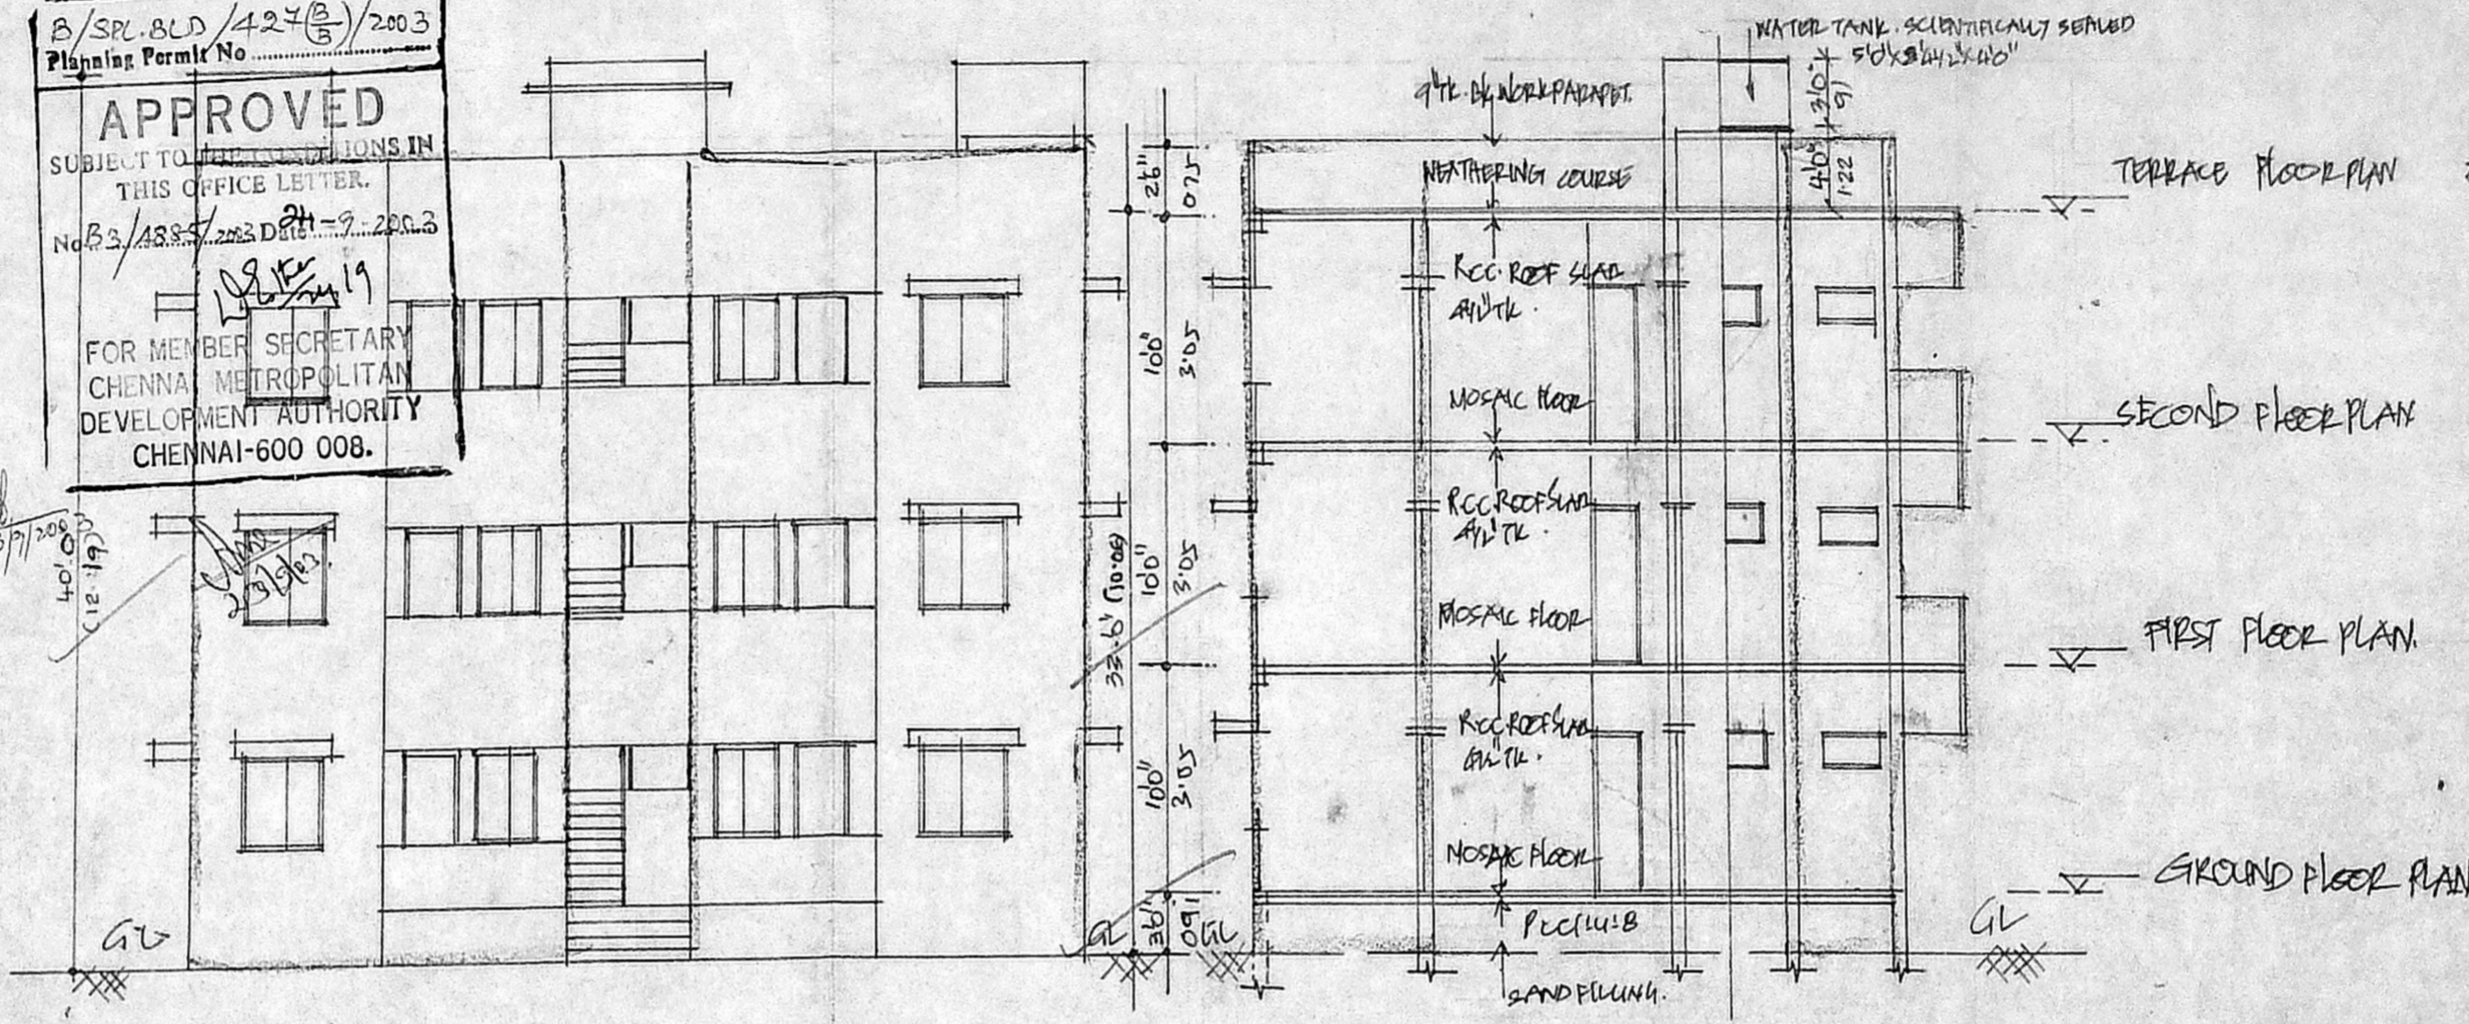 B/SPL.BLD/427(B/3)/2003
Planning Permit No
APPROVED
SUBJECT TO THE CONDITIONS IN
THIS OFFICE LETTER.
No B3/4885/2003 Date 24-9-2003
FOR MEMBER SECRETARY
CHENNAI METROPOLITAN
DEVELOPMENT AUTHORITY
CHENNAI-600 008.
40'.0"
(12.19)
GL
2'6"
0.75
10'0"
3.05
33'-6" (10.06)
10'0"
3.05
10'0"
3.05
GL
GL
WATER TANK. SCIENTIFICALLY SEALED
3'0"
.91
4'0"
1.22
9"TK. BK WORK PARAPET.
WEATHERING COURSE
RCC. ROOF SLAB
4½"TK.
MOSAIC FLOOR
RCC. ROOF SLAB
4½"TK.
MOSAIC FLOOR
RCC. ROOF SLAB
4½"TK.
MOSAIC FLOOR
PCC 1:4:8
SAND FILLING.
TERRACE FLOOR PLAN
SECOND FLOOR PLAN
FIRST FLOOR PLAN.
GROUND FLOOR PLAN
GL